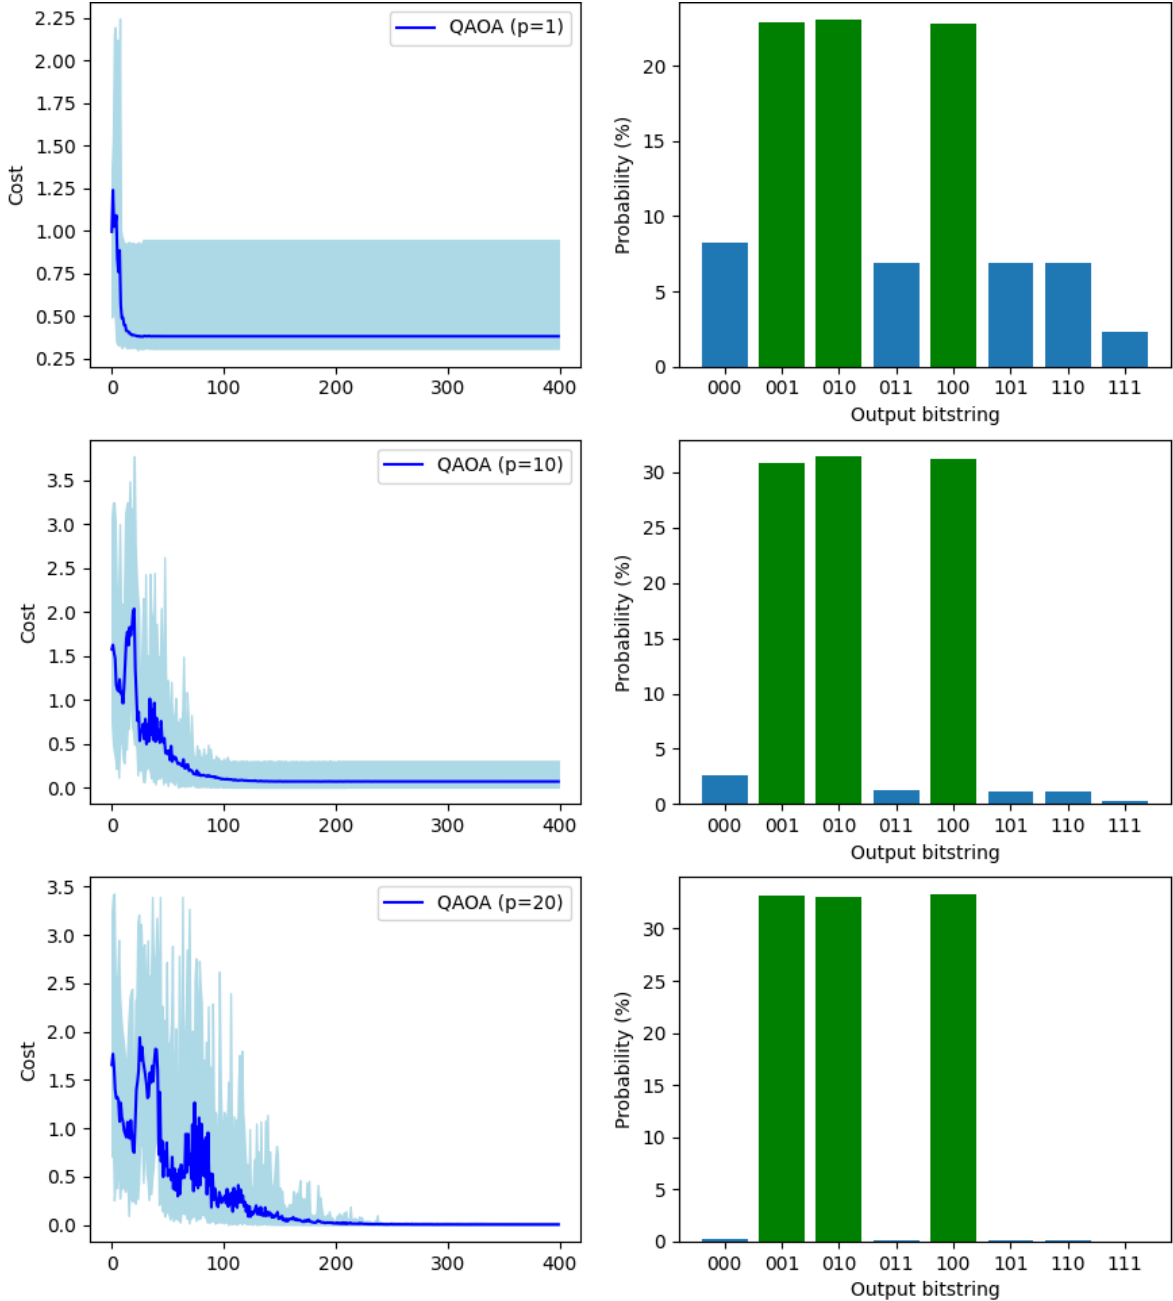 2.25
2.00
1.75
1.50
1.25
1.00
0.75
0.50
0.25
Cost
QAOA (p=1)
0 100 200 300 400
20
15
10
5
0
Probability (%)
000 001 010 011 100 101 110 111
Output bitstring
3.5
3.0
2.5
2.0
1.5
1.0
0.5
0.0
Cost
QAOA (p=10)
0 100 200 300 400
30
25
20
15
10
5
0
Probability (%)
000 001 010 011 100 101 110 111
Output bitstring
3.5
3.0
2.5
2.0
1.5
1.0
0.5
0.0
Cost
QAOA (p=20)
0 100 200 300 400
30
25
20
15
10
5
0
Probability (%)
000 001 010 011 100 101 110 111
Output bitstring